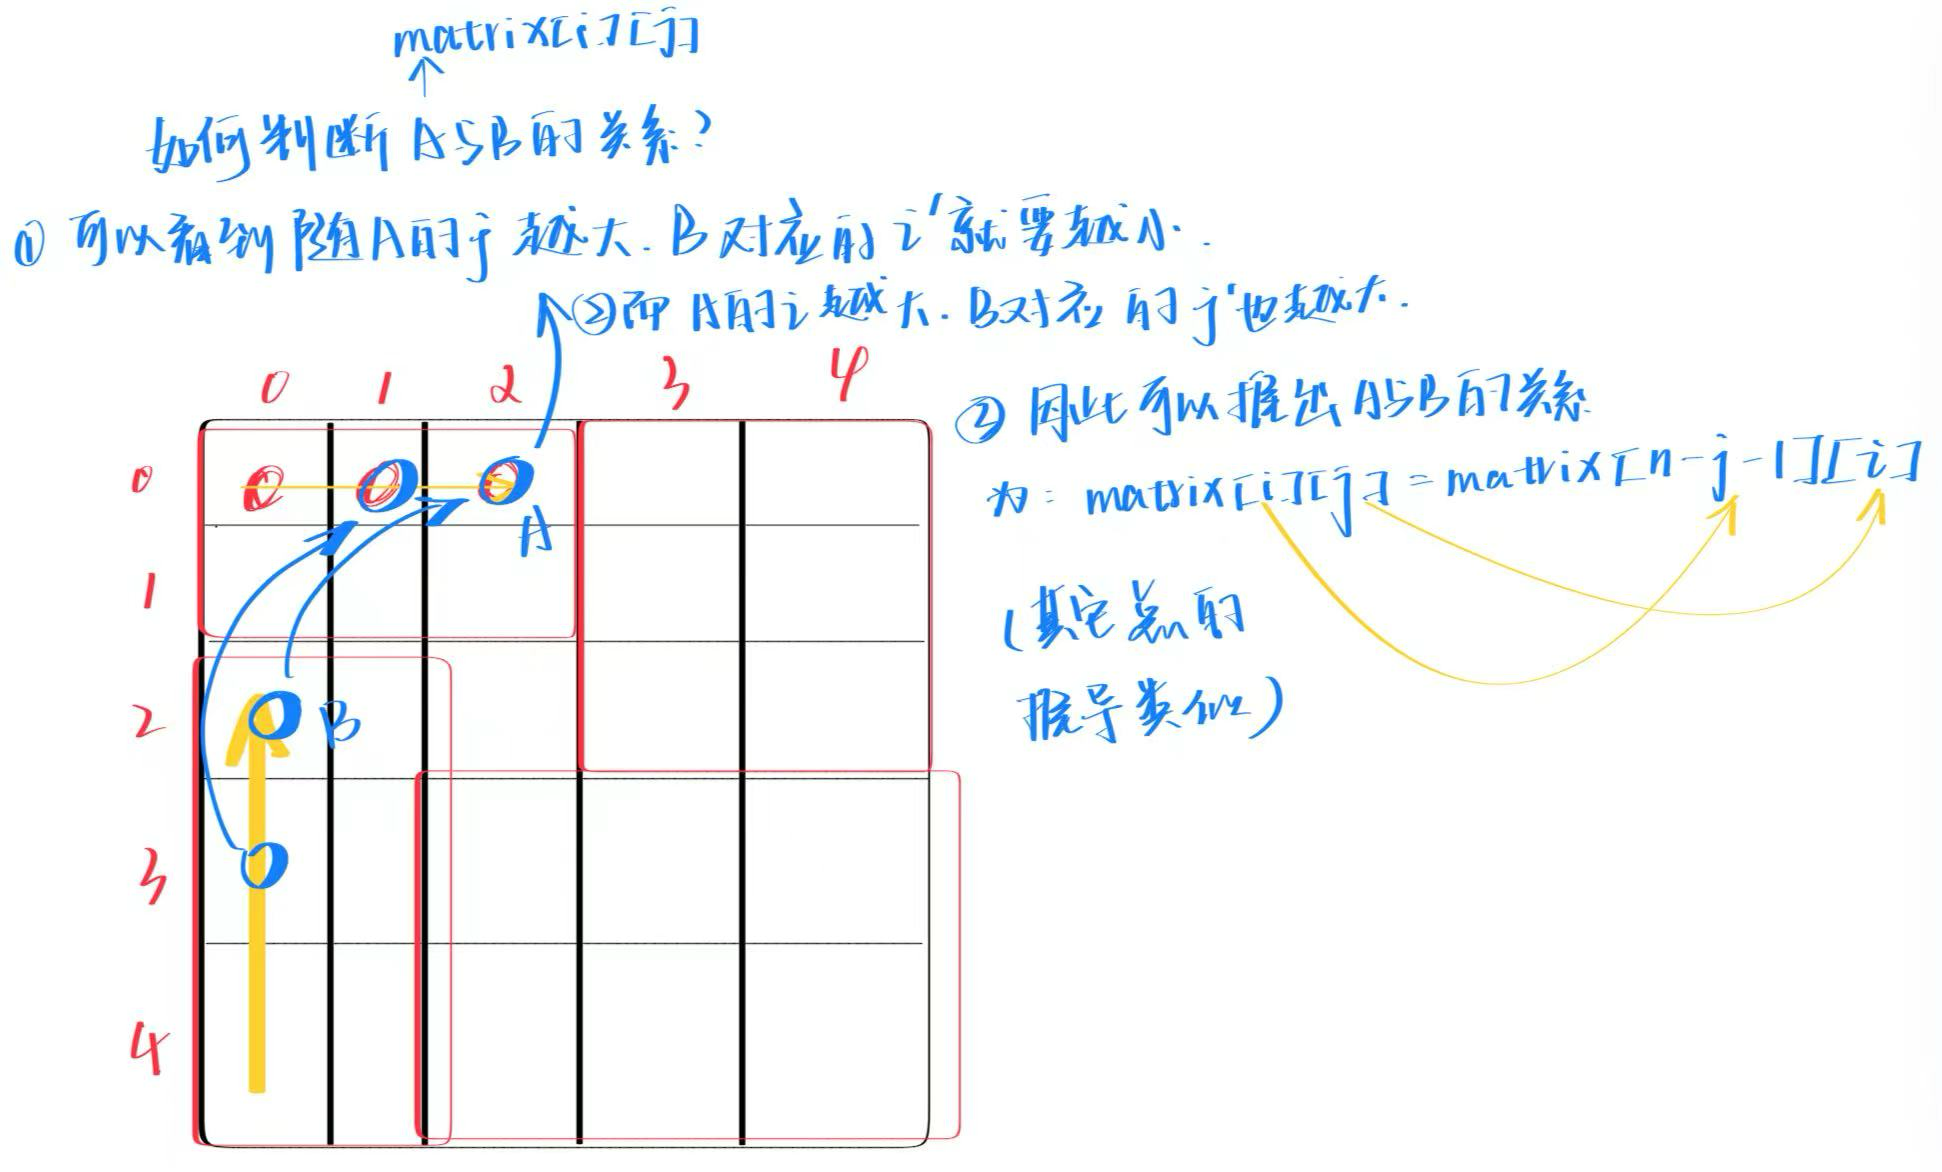 matrix[i][j]
如何判断A与B的关系?
① 可以看到随A的j越大.B对应的i'就要越小.
②而A的i越大.B对应的j'也越大.
0 1 2 3 4
② 因此可以推出A与B的关系
为: matrix[i][j]=matrix[n-j-1][i]
0
A
1
(其它点的
推导类似)
2
B
3
4